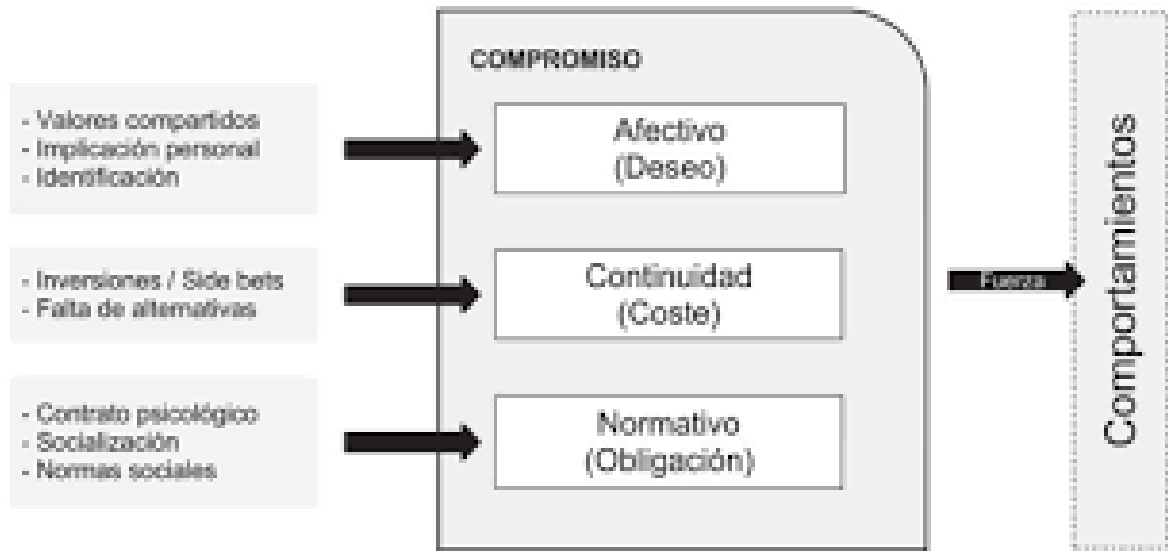 COMPROMISO
- Valores compartidos
- Implicación personal
- Identificación
Afectivo
(Deseo)
- Inversiones / Side bets
- Falta de alternativas
Continuidad
(Coste)
- Contrato psicológico
- Socialización
- Normas sociales
Normativo
(Obligación)
Fuerza
Comportamientos